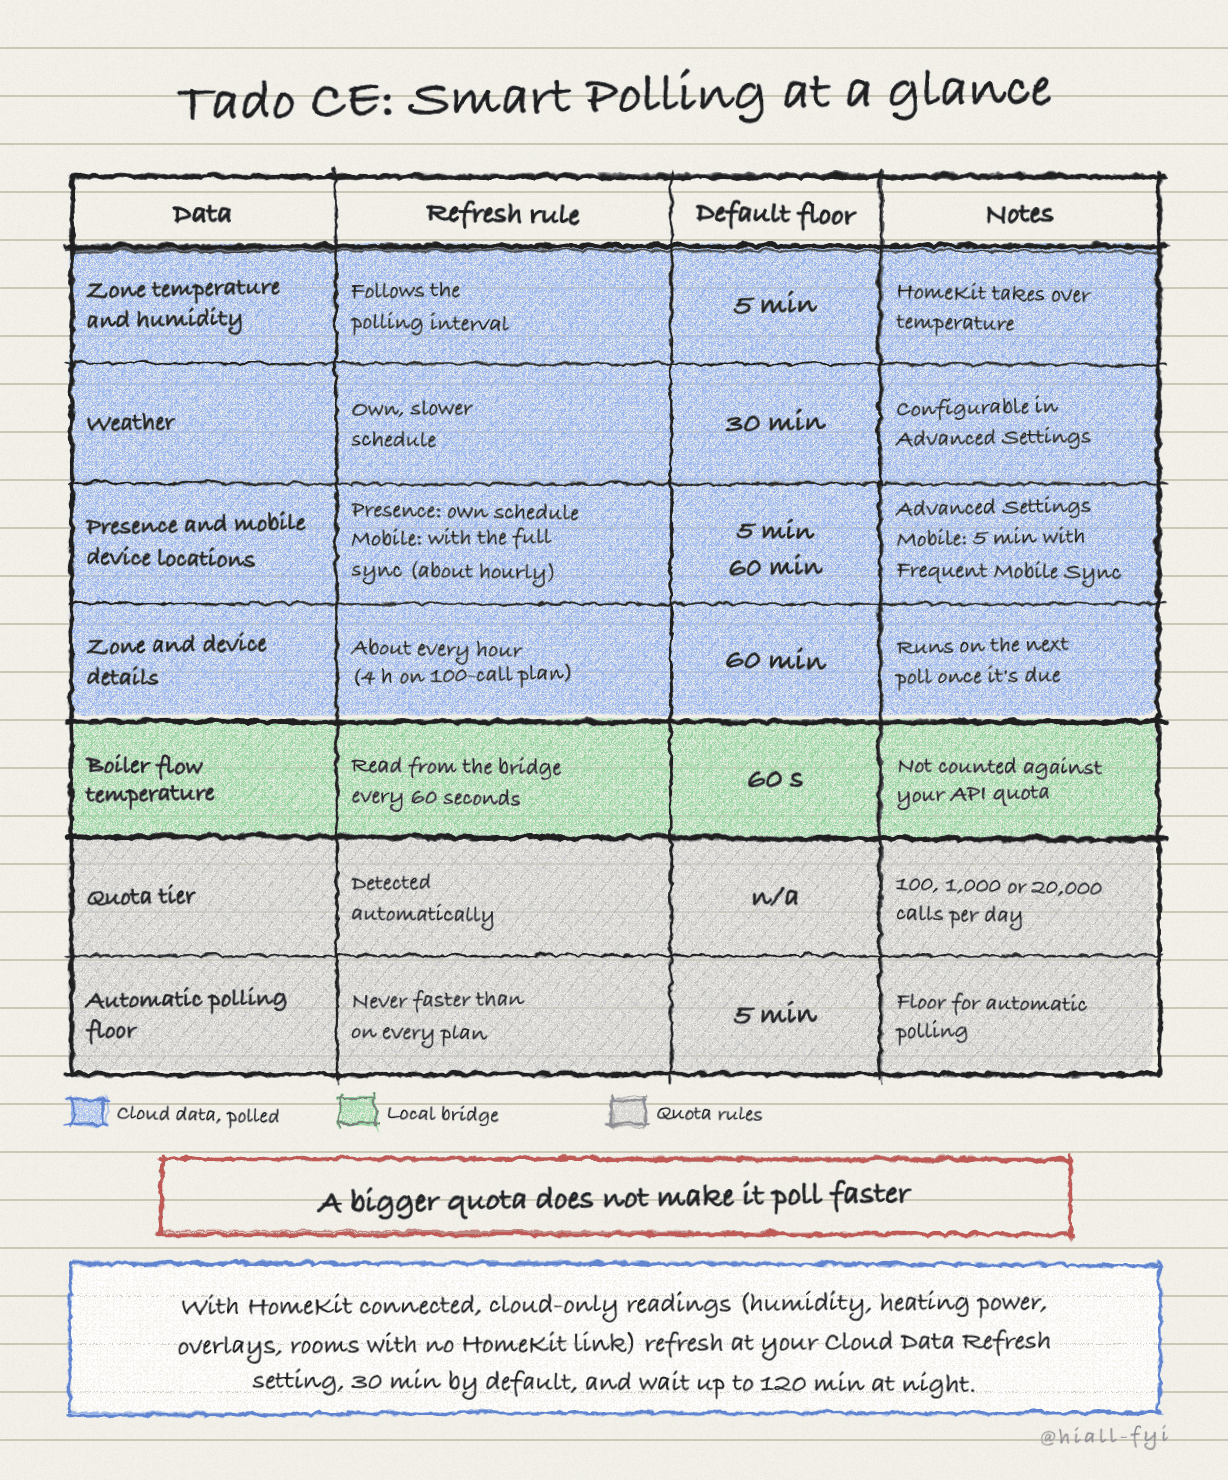 Tado CE: Smart Polling at a glance
Data
Refresh rule
Default floor
Notes
Zone temperature
and humidity
Follows the
polling interval
5 min
HomeKit takes over
temperature
Weather
Own, slower
schedule
30 min
Configurable in
Advanced Settings
Presence and mobile
device locations
Presence: own schedule
Mobile: with the full
sync (about hourly)
5 min
60 min
Advanced Settings
Mobile: 5 min with
Frequent Mobile Sync
Zone and device
details
About every hour
(4 h on 100-call plan)
60 min
Runs on the next
poll once it's due
Boiler flow
temperature
Read from the bridge
every 60 seconds
60 s
Not counted against
your API quota
Quota tier
Detected
automatically
n/a
100, 1,000 or 20,000
calls per day
Automatic polling
floor
Never faster than
on every plan
5 min
Floor for automatic
polling
Cloud data, polled
Local bridge
Quota rules
A bigger quota does not make it poll faster
With HomeKit connected, cloud-only readings (humidity, heating power,
overlays, rooms with no HomeKit link) refresh at your Cloud Data Refresh
setting, 30 min by default, and wait up to 120 min at night.
@hiall-fyi